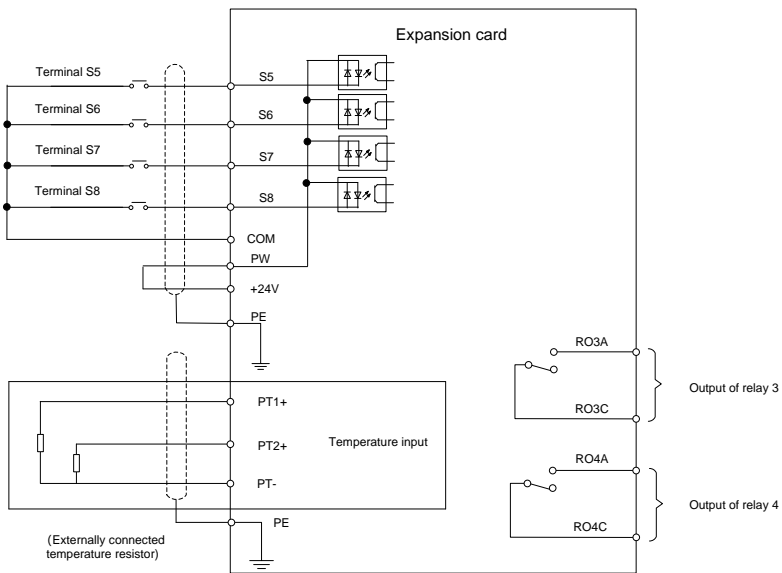 Expansion card
Terminal S5
S5
Terminal S6
S6
Terminal S7
S7
Terminal S8
S8
COM
PW
+24V
PE
RO3A
Output of relay 3
RO3C
PT1+
PT2+
Temperature input
PT-
RO4A
Output of relay 4
RO4C
PE
(Externally connected
temperature resistor)